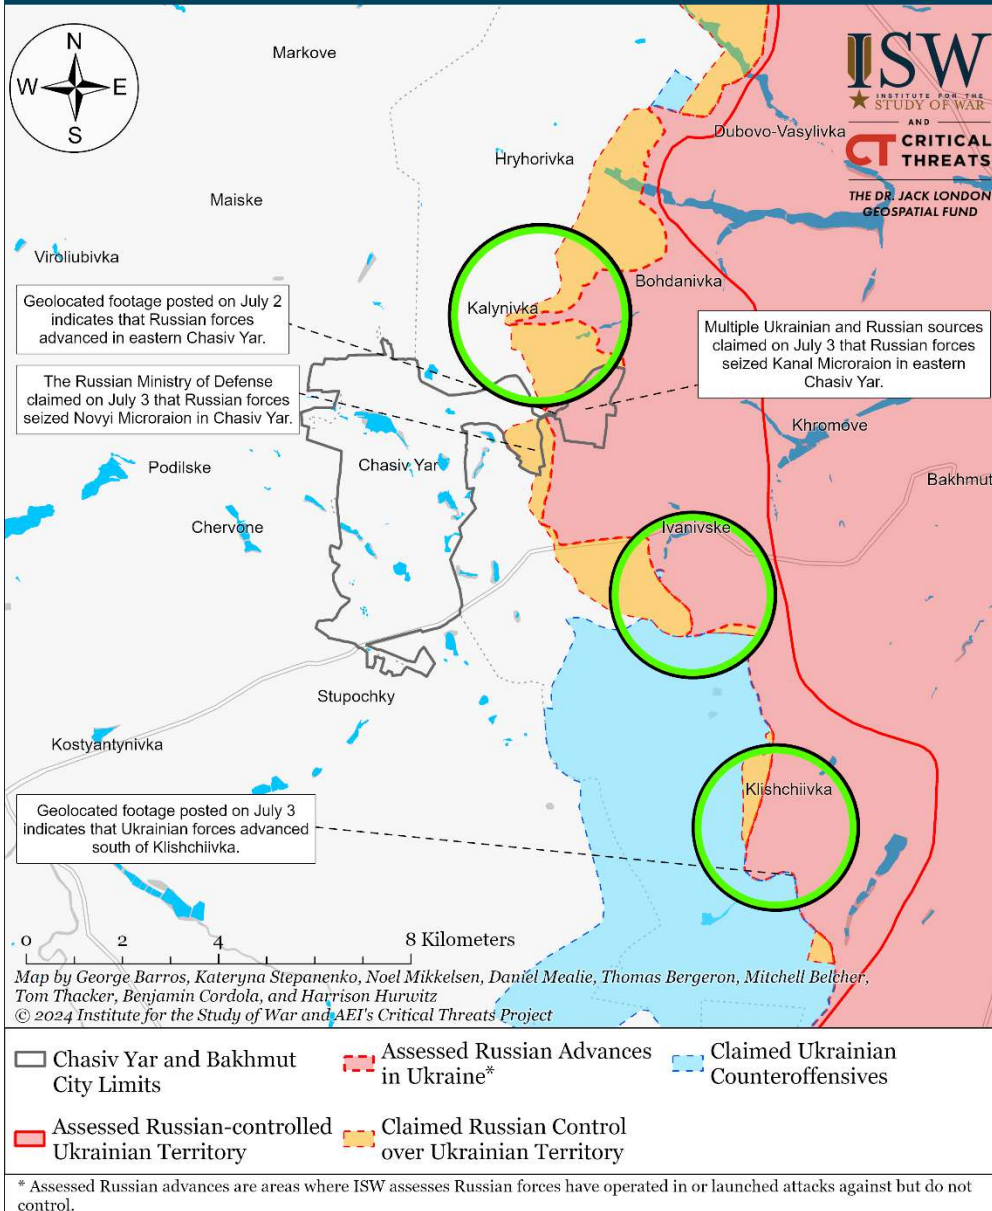 N
W E
S
Markove
ISW
INSTITUTE FOR THE
STUDY OF WAR
AND
CT CRITICAL
THREATS
THE DR. JACK LONDON
GEOSPATIAL FUND
Dubovo-Vasylivka
Hryhorivka
Maiske
Viroliubivka
Bohdanivka
Geolocated footage posted on July 2
indicates that Russian forces
advanced in eastern Chasiv Yar.
Kalynivka
Multiple Ukrainian and Russian sources
claimed on July 3 that Russian forces
seized Kanal Microraion in eastern
Chasiv Yar.
The Russian Ministry of Defense
claimed on July 3 that Russian forces
seized Novyi Microraion in Chasiv Yar.
Khromove
Podilske
Chasiv Yar
Bakhmut
Chervone
Ivanivske
Stupochky
Kostyantynivka
Klishchiivka
Geolocated footage posted on July 3
indicates that Ukrainian forces advanced
south of Klishchiivka.
0 2 4 8 Kilometers
Map by George Barros, Kateryna Stepanenko, Noel Mikkelsen, Daniel Mealie, Thomas Bergeron, Mitchell Belcher,
Tom Thacker, Benjamin Cordola, and Harrison Hurwitz
© 2024 Institute for the Study of War and AEI's Critical Threats Project
Chasiv Yar and Bakhmut
City Limits
Assessed Russian Advances
in Ukraine*
Claimed Ukrainian
Counteroffensives
Assessed Russian-controlled
Ukrainian Territory
Claimed Russian Control
over Ukrainian Territory
* Assessed Russian advances are areas where ISW assesses Russian forces have operated in or launched attacks against but do not
control.